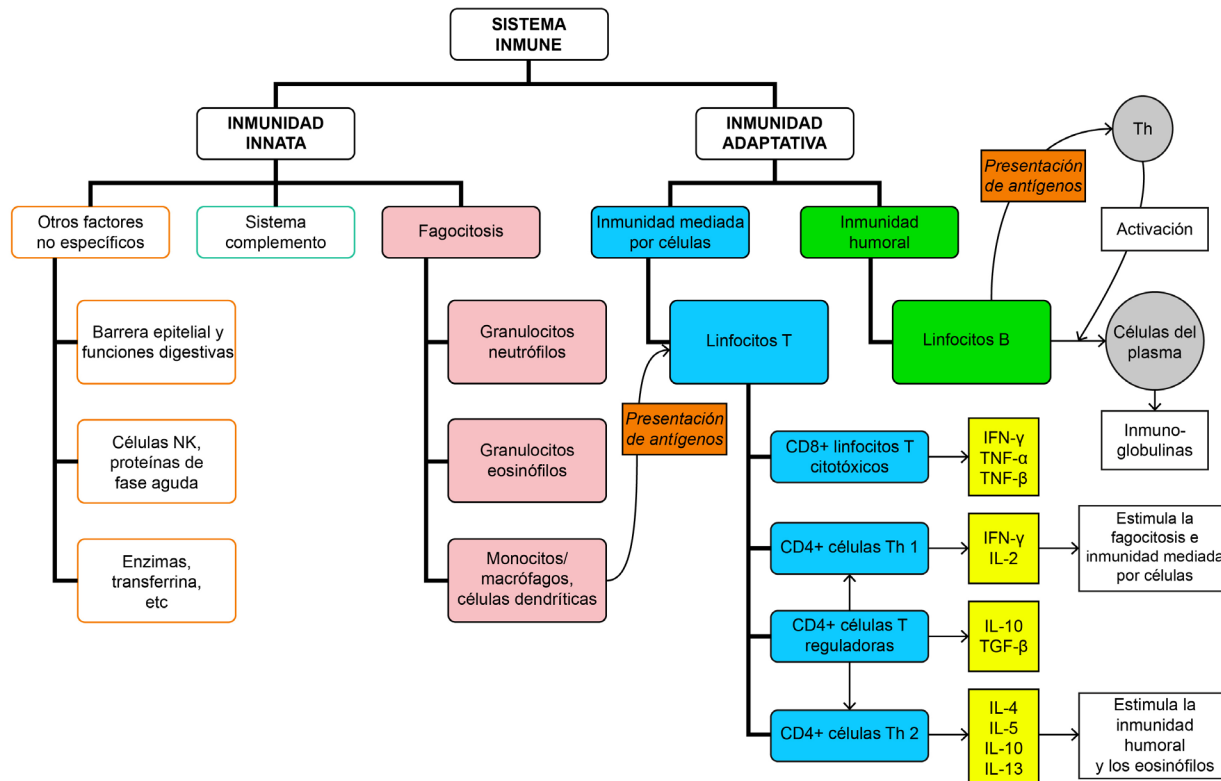 SISTEMA
INMUNE
INMUNIDAD
INNATA
INMUNIDAD
ADAPTATIVA
Otros factores
no específicos
Sistema
complemento
Fagocitosis
Inmunidad mediada
por células
Inmunidad
humoral
Presentación
de antígenos
Th
Activación
Barrera epitelial y
funciones digestivas
Granulocitos
neutrófilos
Linfocitos T
Linfocitos B
Células del
plasma
Inmuno-
globulinas
Células NK,
proteínas de
fase aguda
Granulocitos
eosinófilos
Presentación
de antígenos
CD8+ linfocitos T
citotóxicos
IFN-γ
TNF-α
TNF-β
Enzimas,
transferrina,
etc
Monocitos/
macrófagos,
células dendríticas
CD4+ células Th 1
IFN-γ
IL-2
Estimula la
fagocitosis e
inmunidad mediada
por células
CD4+ células T
reguladoras
IL-10
TGF-β
CD4+ células Th 2
IL-4
IL-5
IL-10
IL-13
Estimula la
inmunidad
humoral
y los eosinófilos